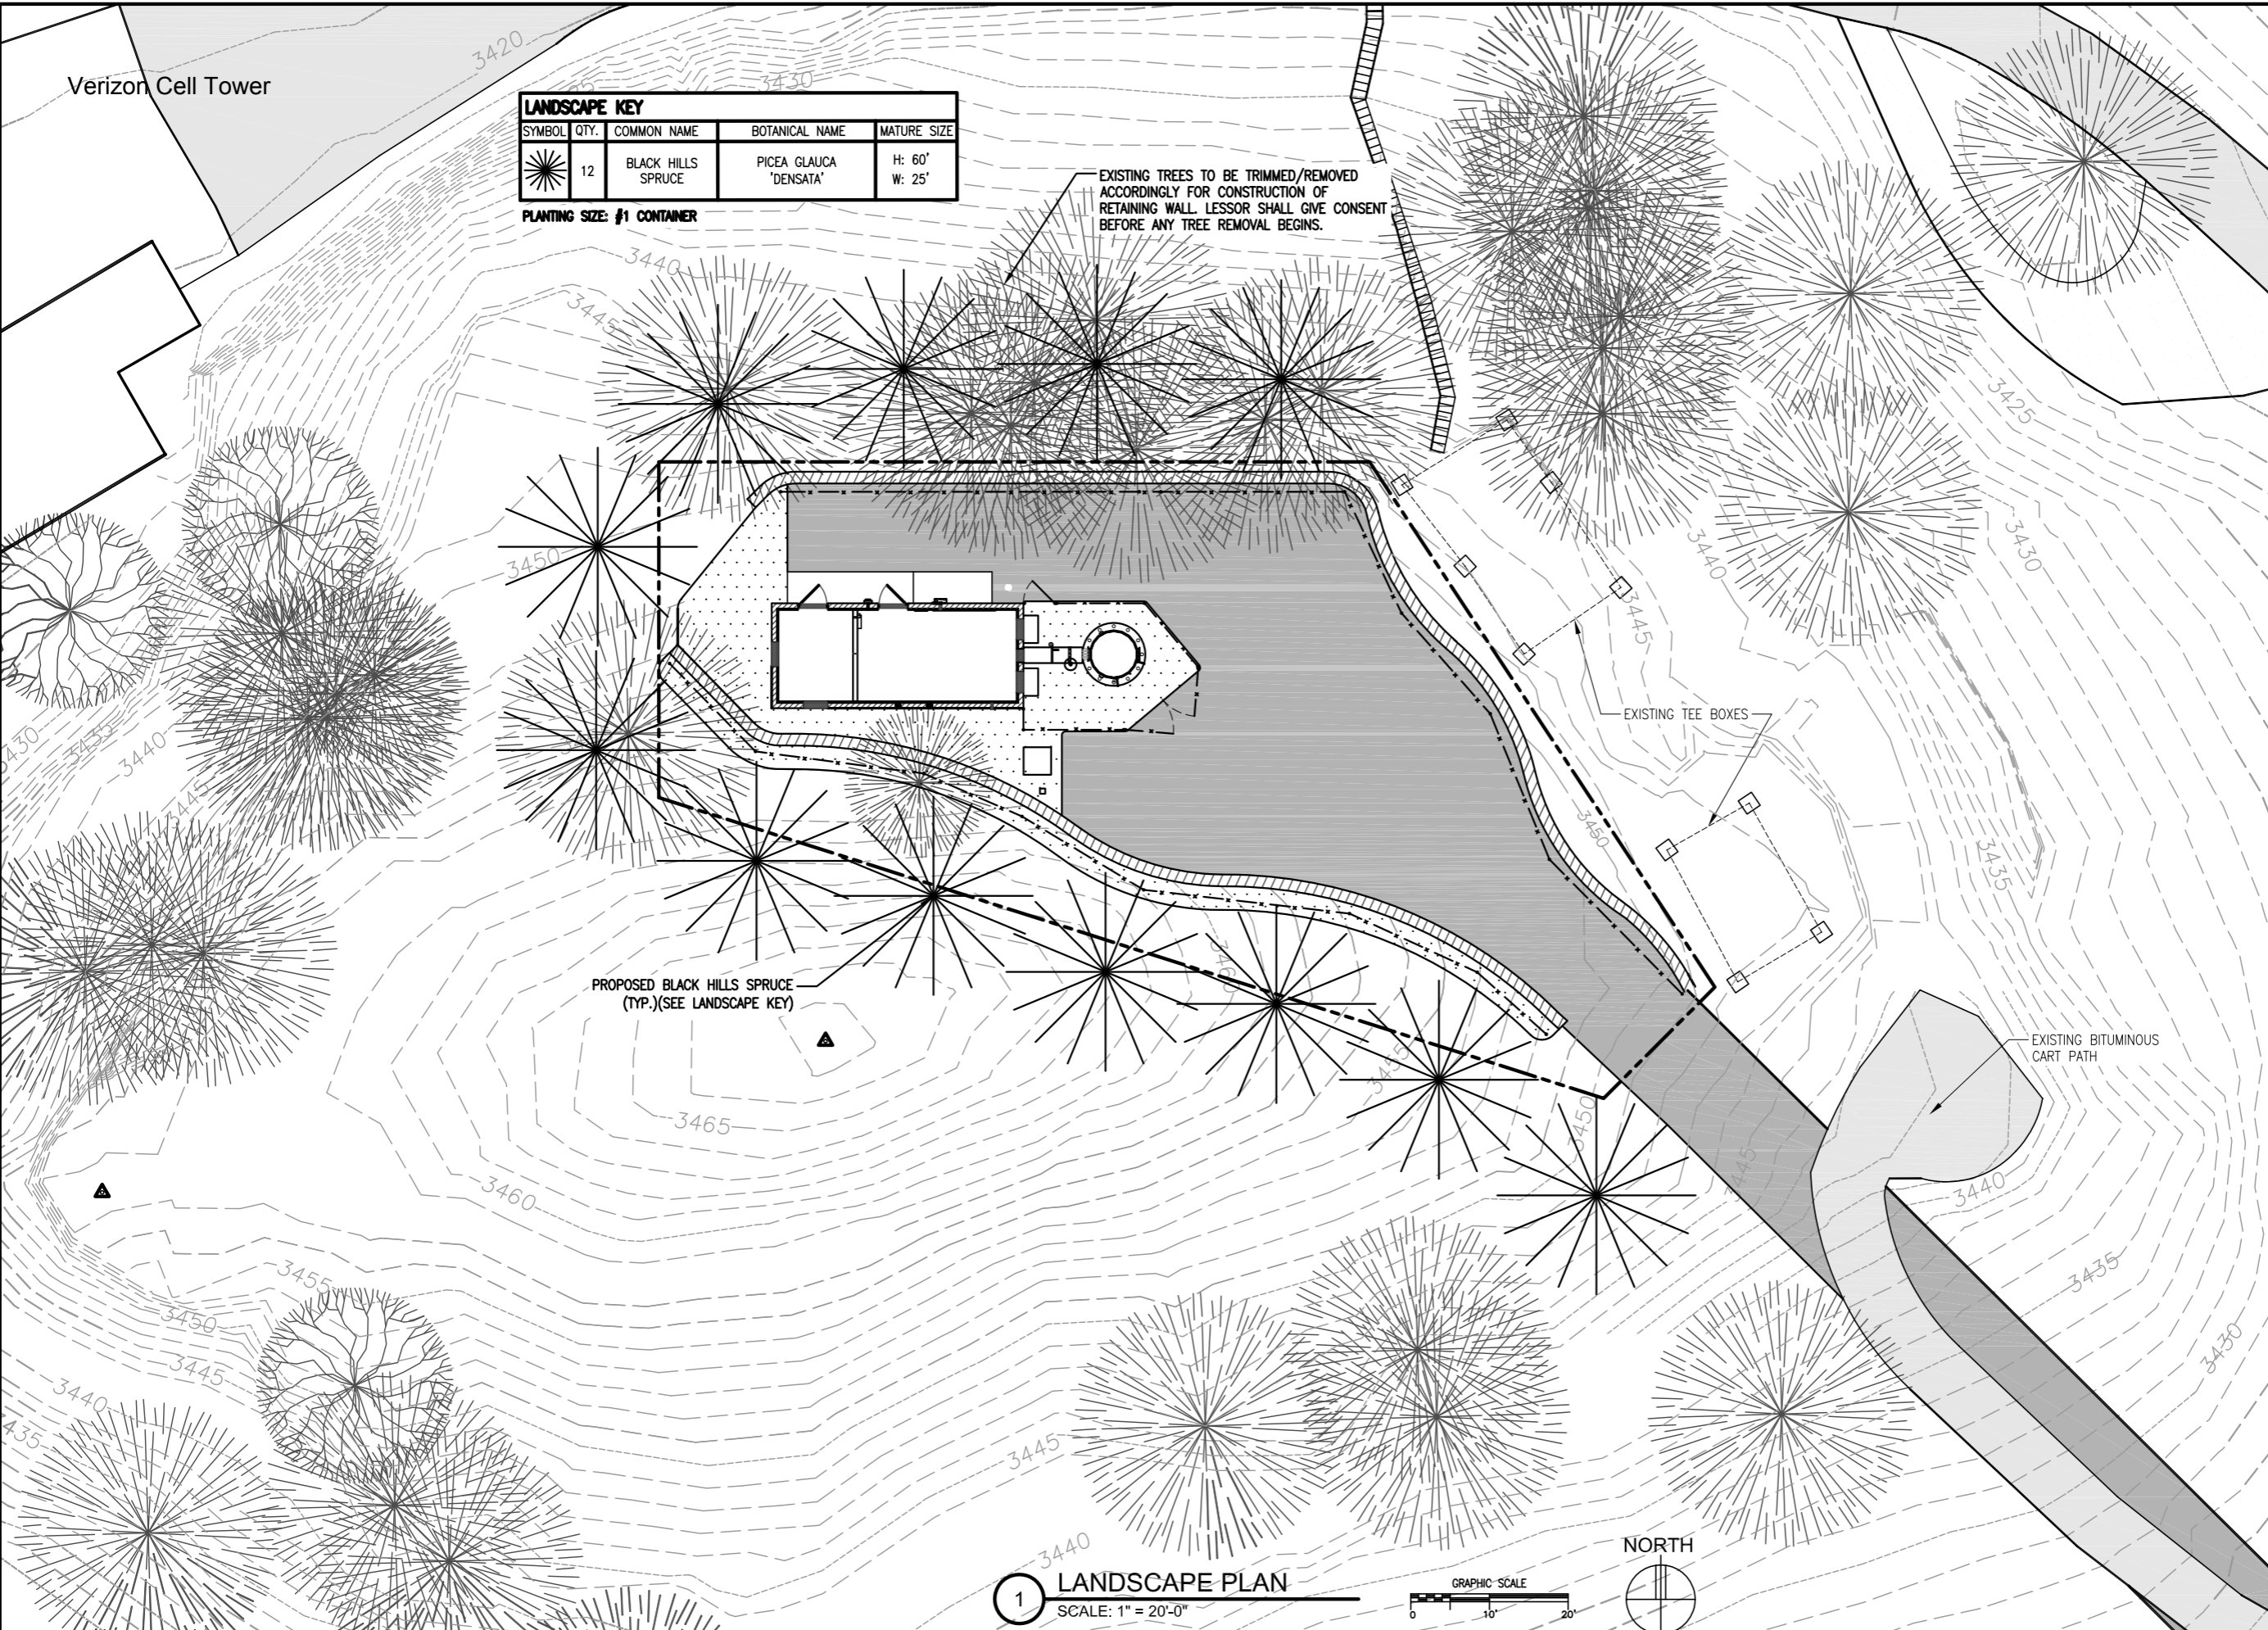 Verizon Cell Tower
3420
3430
LANDSCAPE KEY
SYMBOL QTY. COMMON NAME BOTANICAL NAME MATURE SIZE
12 BLACK HILLS SPRUCE PICEA GLAUCA 'DENSATA' H: 60' W: 25'
PLANTING SIZE: #1 CONTAINER
EXISTING TREES TO BE TRIMMED/REMOVED
ACCORDINGLY FOR CONSTRUCTION OF
RETAINING WALL. LESSOR SHALL GIVE CONSENT
BEFORE ANY TREE REMOVAL BEGINS.
3440
3445
3425
3450
3430
3440
3445
EXISTING TEE BOXES
3430
3435
3440
3445
3450
3435
PROPOSED BLACK HILLS SPRUCE
(TYP.)(SEE LANDSCAPE KEY)
EXISTING BITUMINOUS
CART PATH
3465
3450
3445
3460
3440
3455
3435
3450
3445
3430
3440
3435
3445
3440
1
LANDSCAPE PLAN
SCALE: 1" = 20'-0"
GRAPHIC SCALE
0 10' 20'
NORTH